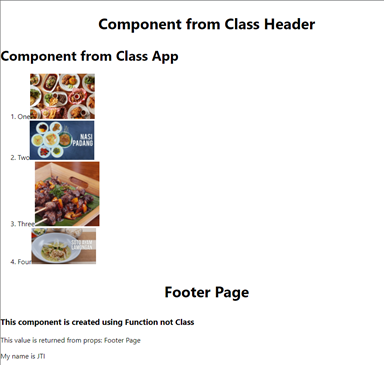 Component from Class Header
Component from Class App
1. One
2. Two
NASI
PADANG
3. Three
4. Four
Footer Page
This component is created using Function not Class
This value is returned from props: Footer Page
My name is JTI